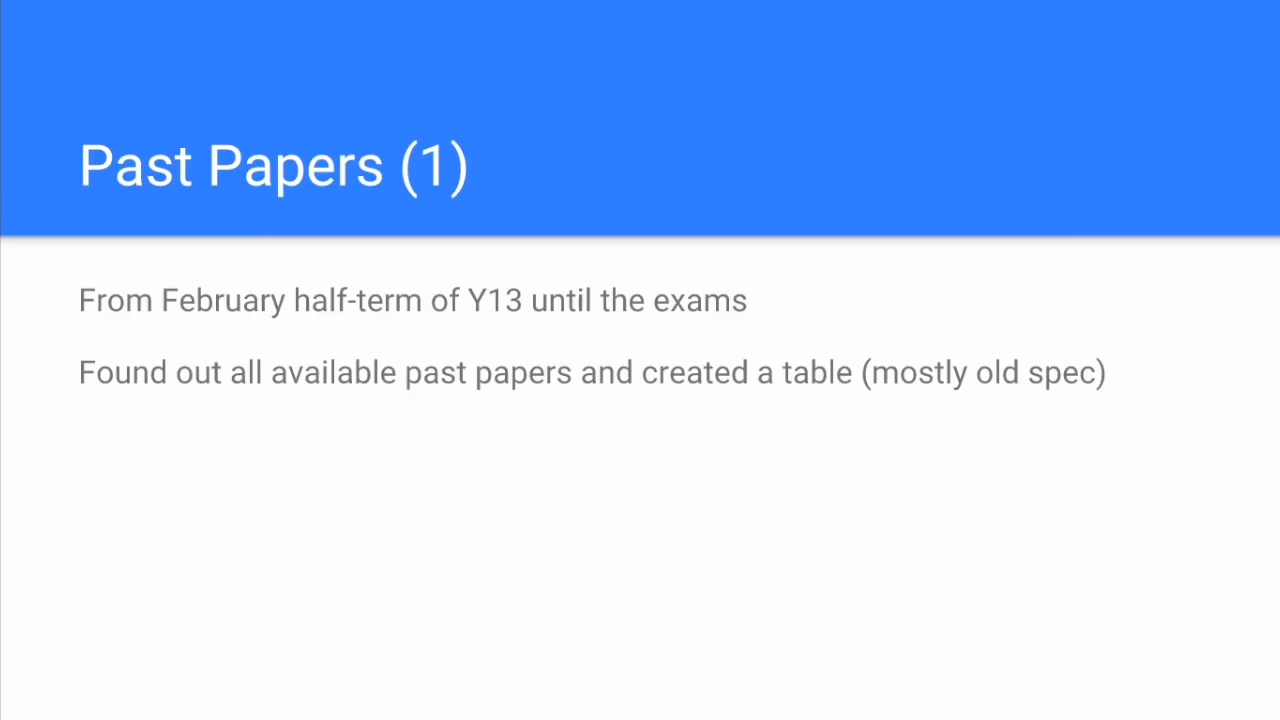 Past Papers (1)
From February half-term of Y13 until the exams
Found out all available past papers and created a table (mostly old spec)